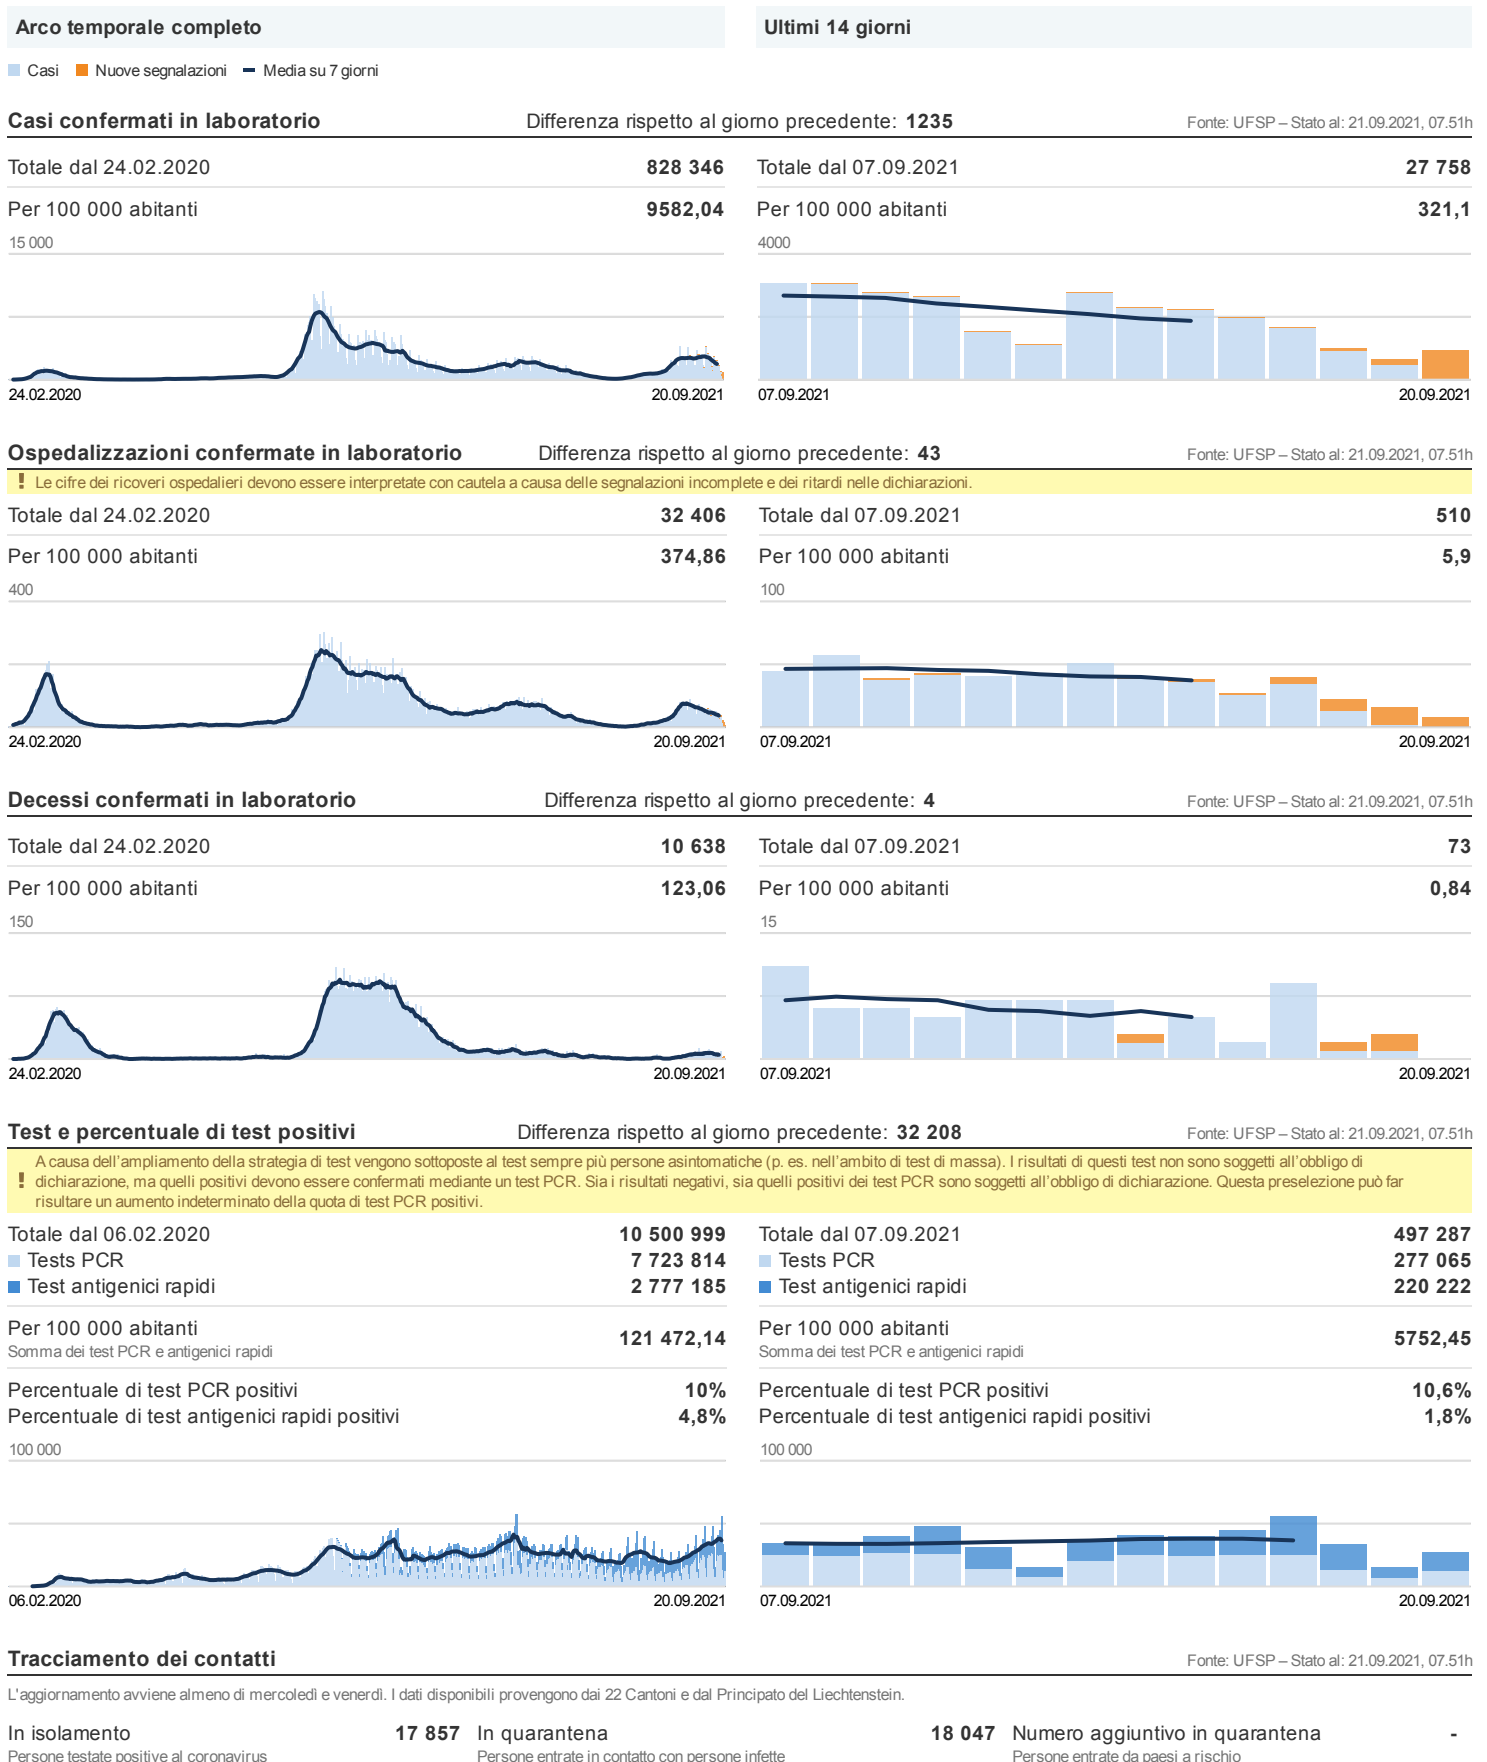 Arco temporale completo
Ultimi 14 giorni
Casi Nuove segnalazioni Media su 7 giorni
Casi confermati in laboratorio Differenza rispetto al giorno precedente: 1235 Fonte: UFSP – Stato al: 21.09.2021, 07.51h
Totale dal 24.02.2020 828 346
Per 100 000 abitanti 9582,04
15 000
24.02.2020 20.09.2021
Totale dal 07.09.2021 27 758
Per 100 000 abitanti 321,1
4000
07.09.2021 20.09.2021
Ospedalizzazioni confermate in laboratorio Differenza rispetto al giorno precedente: 43 Fonte: UFSP – Stato al: 21.09.2021, 07.51h
! Le cifre dei ricoveri ospedalieri devono essere interpretate con cautela a causa delle segnalazioni incomplete e dei ritardi nelle dichiarazioni.
Totale dal 24.02.2020 32 406
Per 100 000 abitanti 374,86
400
24.02.2020 20.09.2021
Totale dal 07.09.2021 510
Per 100 000 abitanti 5,9
100
07.09.2021 20.09.2021
Decessi confermati in laboratorio Differenza rispetto al giorno precedente: 4 Fonte: UFSP – Stato al: 21.09.2021, 07.51h
Totale dal 24.02.2020 10 638
Per 100 000 abitanti 123,06
150
24.02.2020 20.09.2021
Totale dal 07.09.2021 73
Per 100 000 abitanti 0,84
15
07.09.2021 20.09.2021
Test e percentuale di test positivi Differenza rispetto al giorno precedente: 32 208 Fonte: UFSP – Stato al: 21.09.2021, 07.51h
A causa dell'ampliamento della strategia di test vengono sottoposte al test sempre più persone asintomatiche (p. es. nell'ambito di test di massa). I risultati di questi test non sono soggetti all'obbligo di
! dichiarazione, ma quelli positivi devono essere confermati mediante un test PCR. Sia i risultati negativi, sia quelli positivi dei test PCR sono soggetti all'obbligo di dichiarazione. Questa preselezione può far
risultare un aumento indeterminato della quota di test PCR positivi.
Totale dal 06.02.2020 10 500 999
Tests PCR 7 723 814
Test antigenici rapidi 2 777 185
Per 100 000 abitanti 121 472,14
Somma dei test PCR e antigenici rapidi
Percentuale di test PCR positivi 10%
Percentuale di test antigenici rapidi positivi 4,8%
100 000
06.02.2020 20.09.2021
Totale dal 07.09.2021 497 287
Tests PCR 277 065
Test antigenici rapidi 220 222
Per 100 000 abitanti 5752,45
Somma dei test PCR e antigenici rapidi
Percentuale di test PCR positivi 10,6%
Percentuale di test antigenici rapidi positivi 1,8%
100 000
07.09.2021 20.09.2021
Tracciamento dei contatti Fonte: UFSP – Stato al: 21.09.2021, 07.51h
L'aggiornamento avviene almeno di mercoledì e venerdì. I dati disponibili provengono dai 22 Cantoni e dal Principato del Liechtenstein.
In isolamento 17 857 In quarantena 18 047 Numero aggiuntivo in quarantena -
Persone testate positive al coronavirus Persone entrate in contatto con persone infette Persone entrate da paesi a rischio